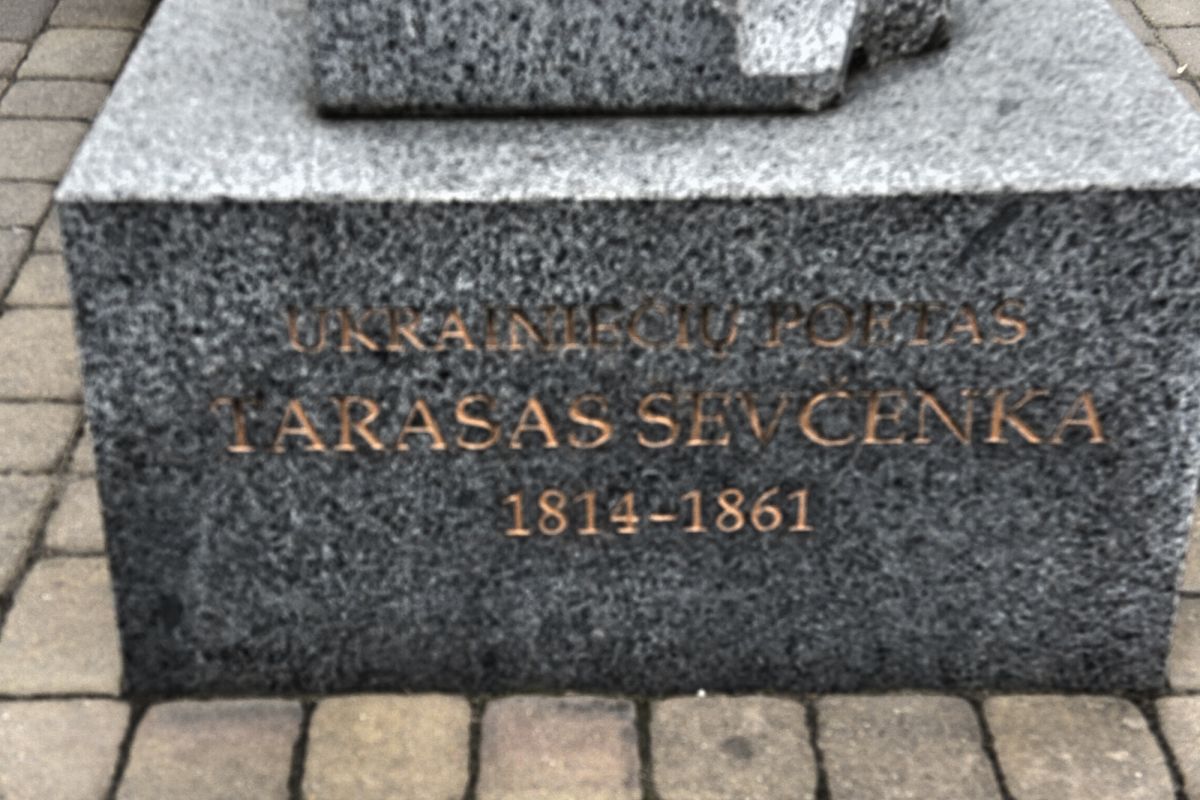 UKRAINIEČIŲ POETAS
TARASAS ŠEVČENKA
1814–1861